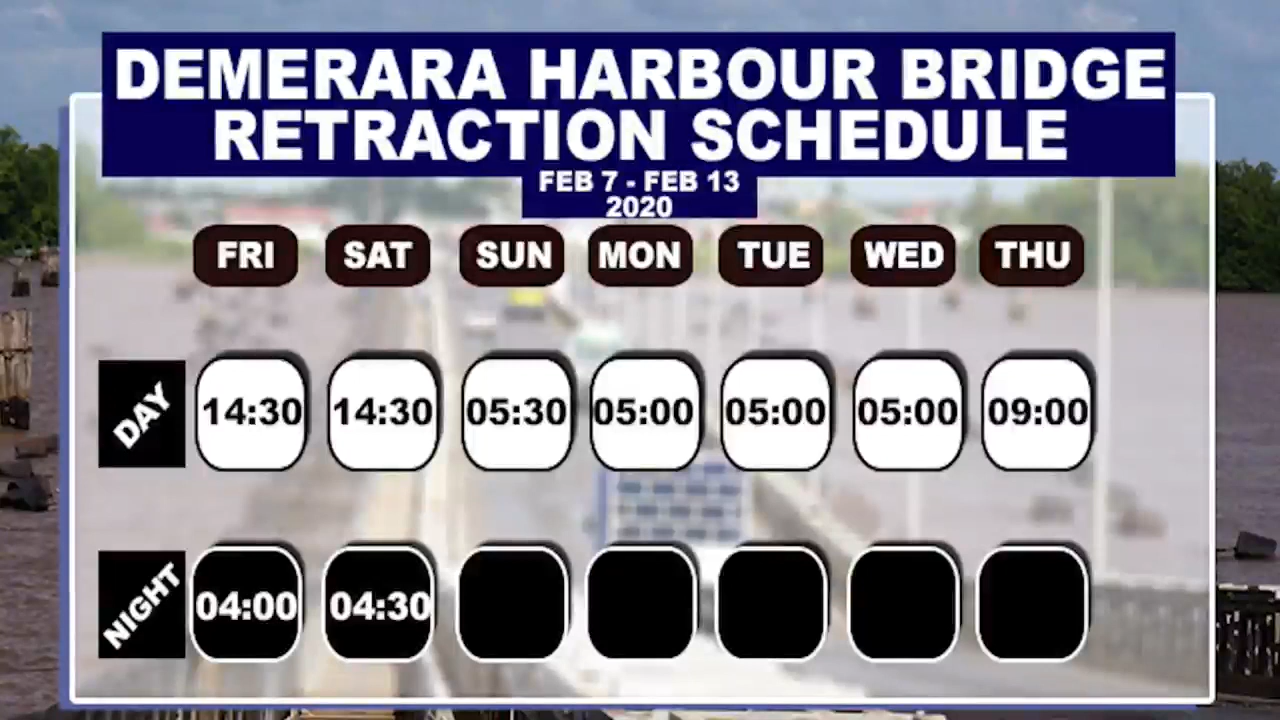 DEMERARA HARBOUR BRIDGE
RETRACTION SCHEDULE
FEB 7 - FEB 13
2020
FRI SAT SUN MON TUE WED THU
DAY 14:30 14:30 05:30 05:00 05:00 05:00 09:00
NIGHT 04:00 04:30